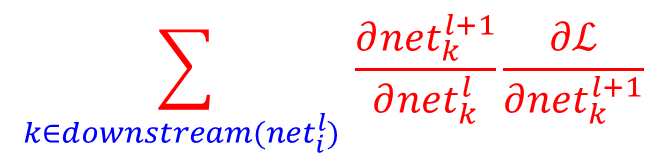 ∑ ∂net_k^{l+1} / ∂net_k^l ∂ℒ / ∂net_k^{l+1}
k∈downstream(net_i^l)